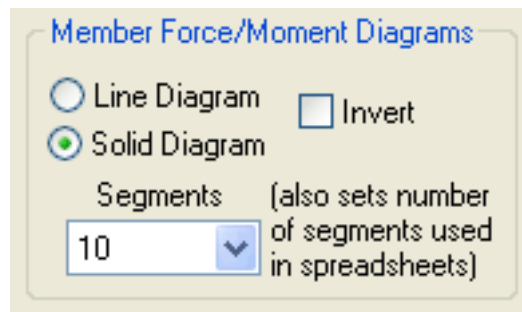 Member Force/Moment Diagrams
Line Diagram
Invert
Solid Diagram
Segments
10
(also sets number
of segments used
in spreadsheets)